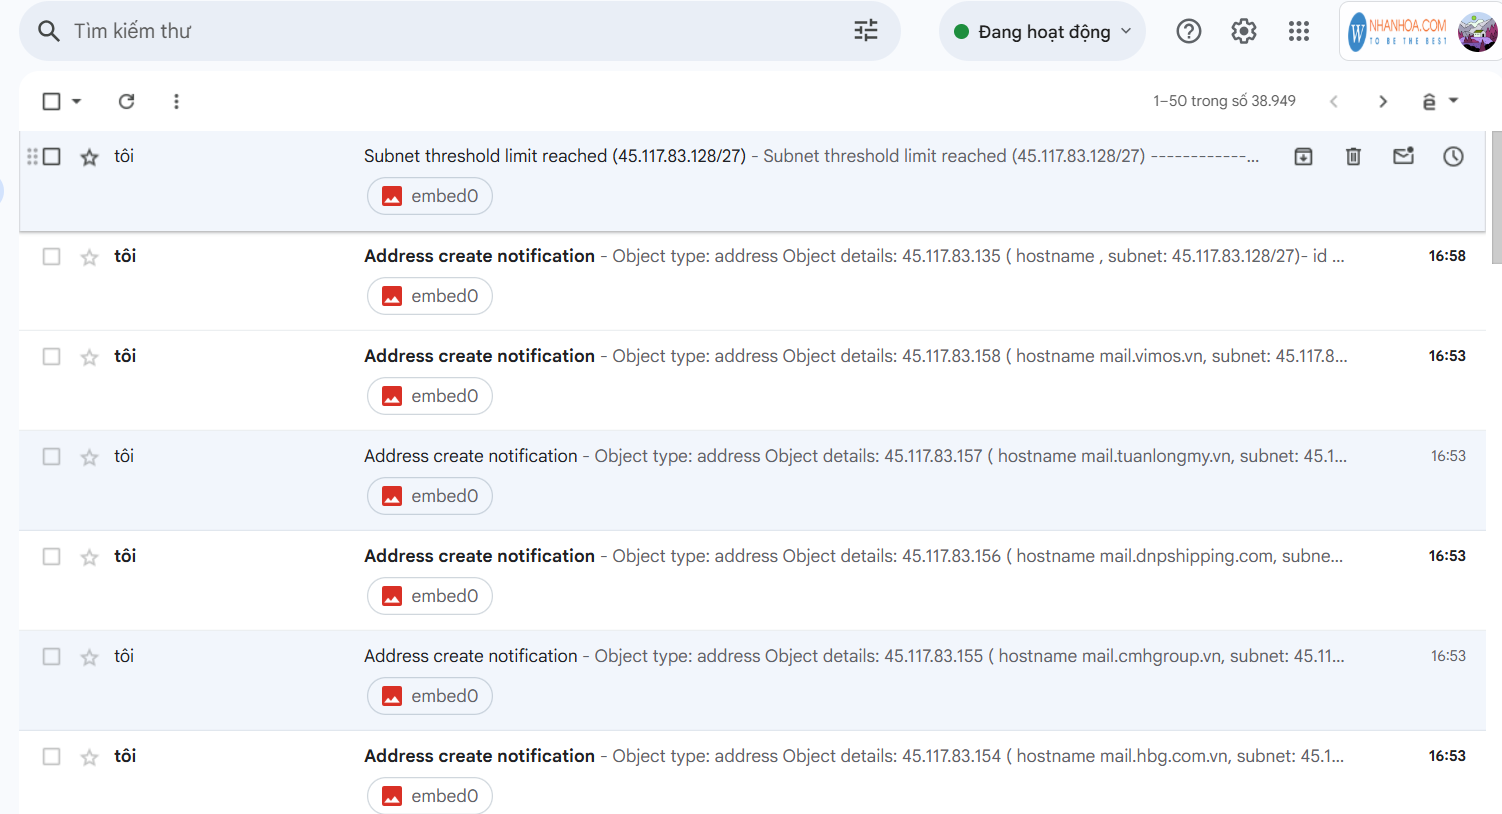 Tìm kiếm thư
Đang hoạt động
NHANHOA.COM
TO BE THE BEST
1–50 trong số 38.949
tôi Subnet threshold limit reached (45.117.83.128/27) - Subnet threshold limit reached (45.117.83.128/27) ------------...
embed0
tôi Address create notification - Object type: address Object details: 45.117.83.135 ( hostname , subnet: 45.117.83.128/27)- id ... 16:58
embed0
tôi Address create notification - Object type: address Object details: 45.117.83.158 ( hostname mail.vimos.vn, subnet: 45.117.8... 16:53
embed0
tôi Address create notification - Object type: address Object details: 45.117.83.157 ( hostname mail.tuanlongmy.vn, subnet: 45.1... 16:53
embed0
tôi Address create notification - Object type: address Object details: 45.117.83.156 ( hostname mail.dnpshipping.com, subne... 16:53
embed0
tôi Address create notification - Object type: address Object details: 45.117.83.155 ( hostname mail.cmhgroup.vn, subnet: 45.11... 16:53
embed0
tôi Address create notification - Object type: address Object details: 45.117.83.154 ( hostname mail.hbg.com.vn, subnet: 45.1... 16:53
embed0